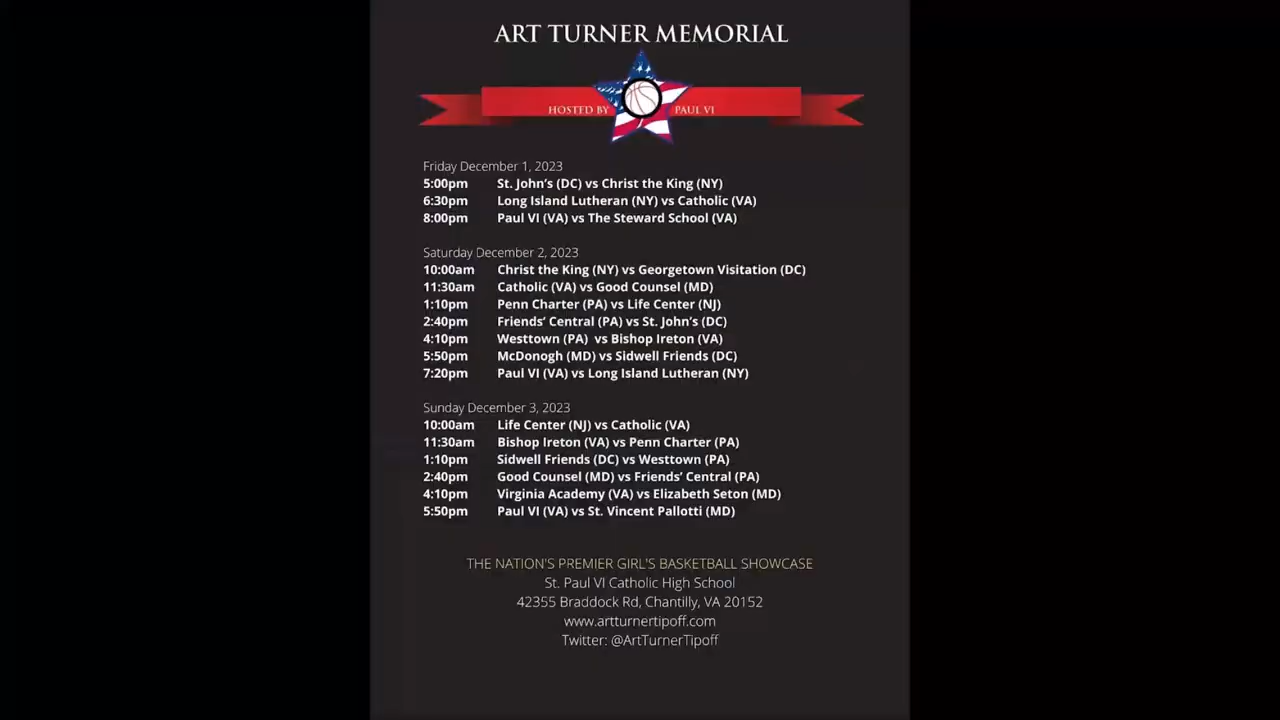 ART TURNER MEMORIAL
HOSTED BY PAUL VI
Friday December 1, 2023
5:00pm St. John's (DC) vs Christ the King (NY)
6:30pm Long Island Lutheran (NY) vs Catholic (VA)
8:00pm Paul VI (VA) vs The Steward School (VA)
Saturday December 2, 2023
10:00am Christ the King (NY) vs Georgetown Visitation (DC)
11:30am Catholic (VA) vs Good Counsel (MD)
1:10pm Penn Charter (PA) vs Life Center (NJ)
2:40pm Friends' Central (PA) vs St. John's (DC)
4:10pm Westtown (PA) vs Bishop Ireton (VA)
5:50pm McDonogh (MD) vs Sidwell Friends (DC)
7:20pm Paul VI (VA) vs Long Island Lutheran (NY)
Sunday December 3, 2023
10:00am Life Center (NJ) vs Catholic (VA)
11:30am Bishop Ireton (VA) vs Penn Charter (PA)
1:10pm Sidwell Friends (DC) vs Westtown (PA)
2:40pm Good Counsel (MD) vs Friends' Central (PA)
4:10pm Virginia Academy (VA) vs Elizabeth Seton (MD)
5:50pm Paul VI (VA) vs St. Vincent Pallotti (MD)
THE NATION'S PREMIER GIRL'S BASKETBALL SHOWCASE
St. Paul VI Catholic High School
42355 Braddock Rd, Chantilly, VA 20152
www.artturnertipoff.com
Twitter: @ArtTurnerTipoff